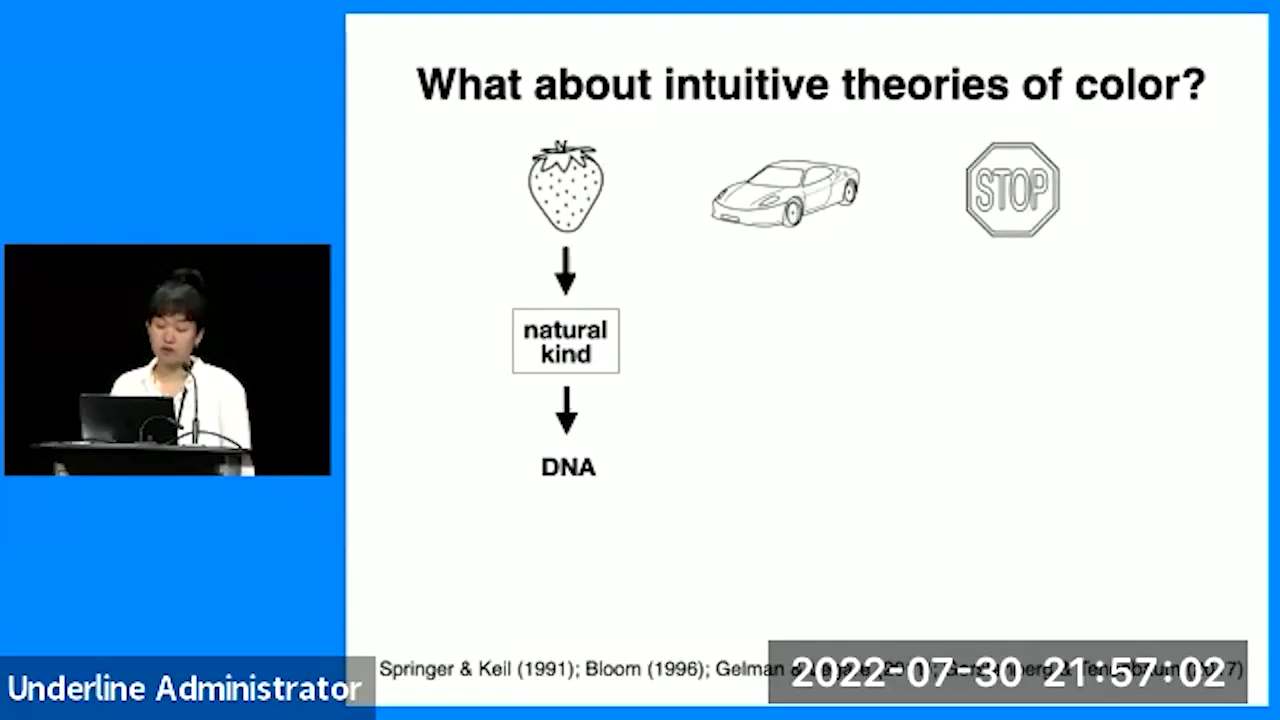 What about intuitive theories of color?
STOP
natural
kind
DNA
Springer & Keil (1991); Bloom (1996); Gelman &
2022-07-30 21:57:02
Underline Administrator